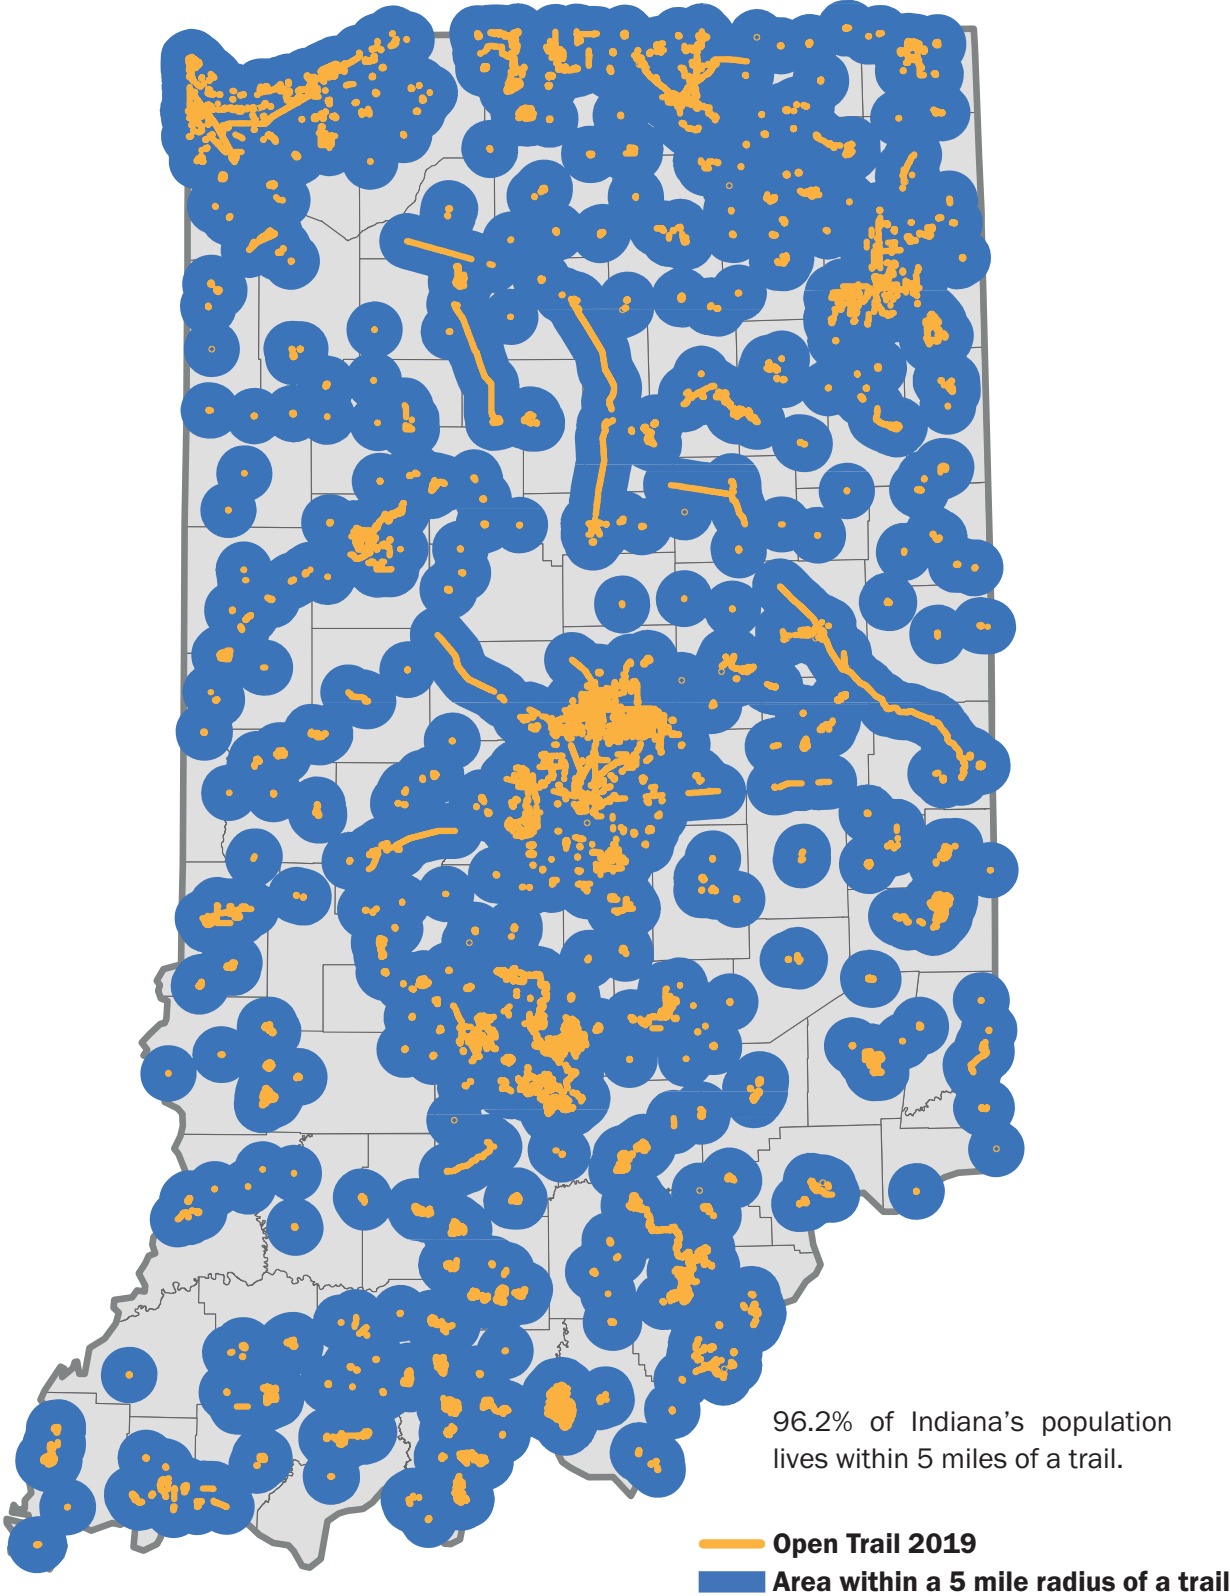 96.2% of Indiana's population
lives within 5 miles of a trail.
Open Trail 2019
Area within a 5 mile radius of a trail